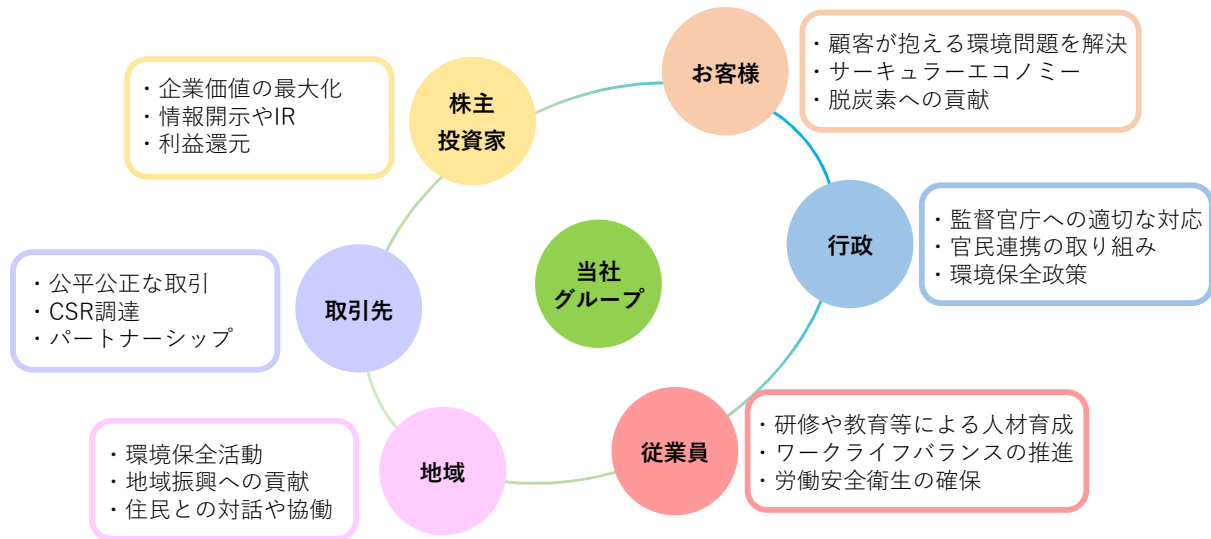 お客様
・顧客が抱える環境問題を解決
・サーキュラーエコノミー
・脱炭素への貢献
株主
投資家
・企業価値の最大化
・情報開示やIR
・利益還元
行政
・監督官庁への適切な対応
・官民連携の取り組み
・環境保全政策
当社
グループ
取引先
・公平公正な取引
・CSR調達
・パートナーシップ
従業員
・研修や教育等による人材育成
・ワークライフバランスの推進
・労働安全衛生の確保
地域
・環境保全活動
・地域振興への貢献
・住民との対話や協働